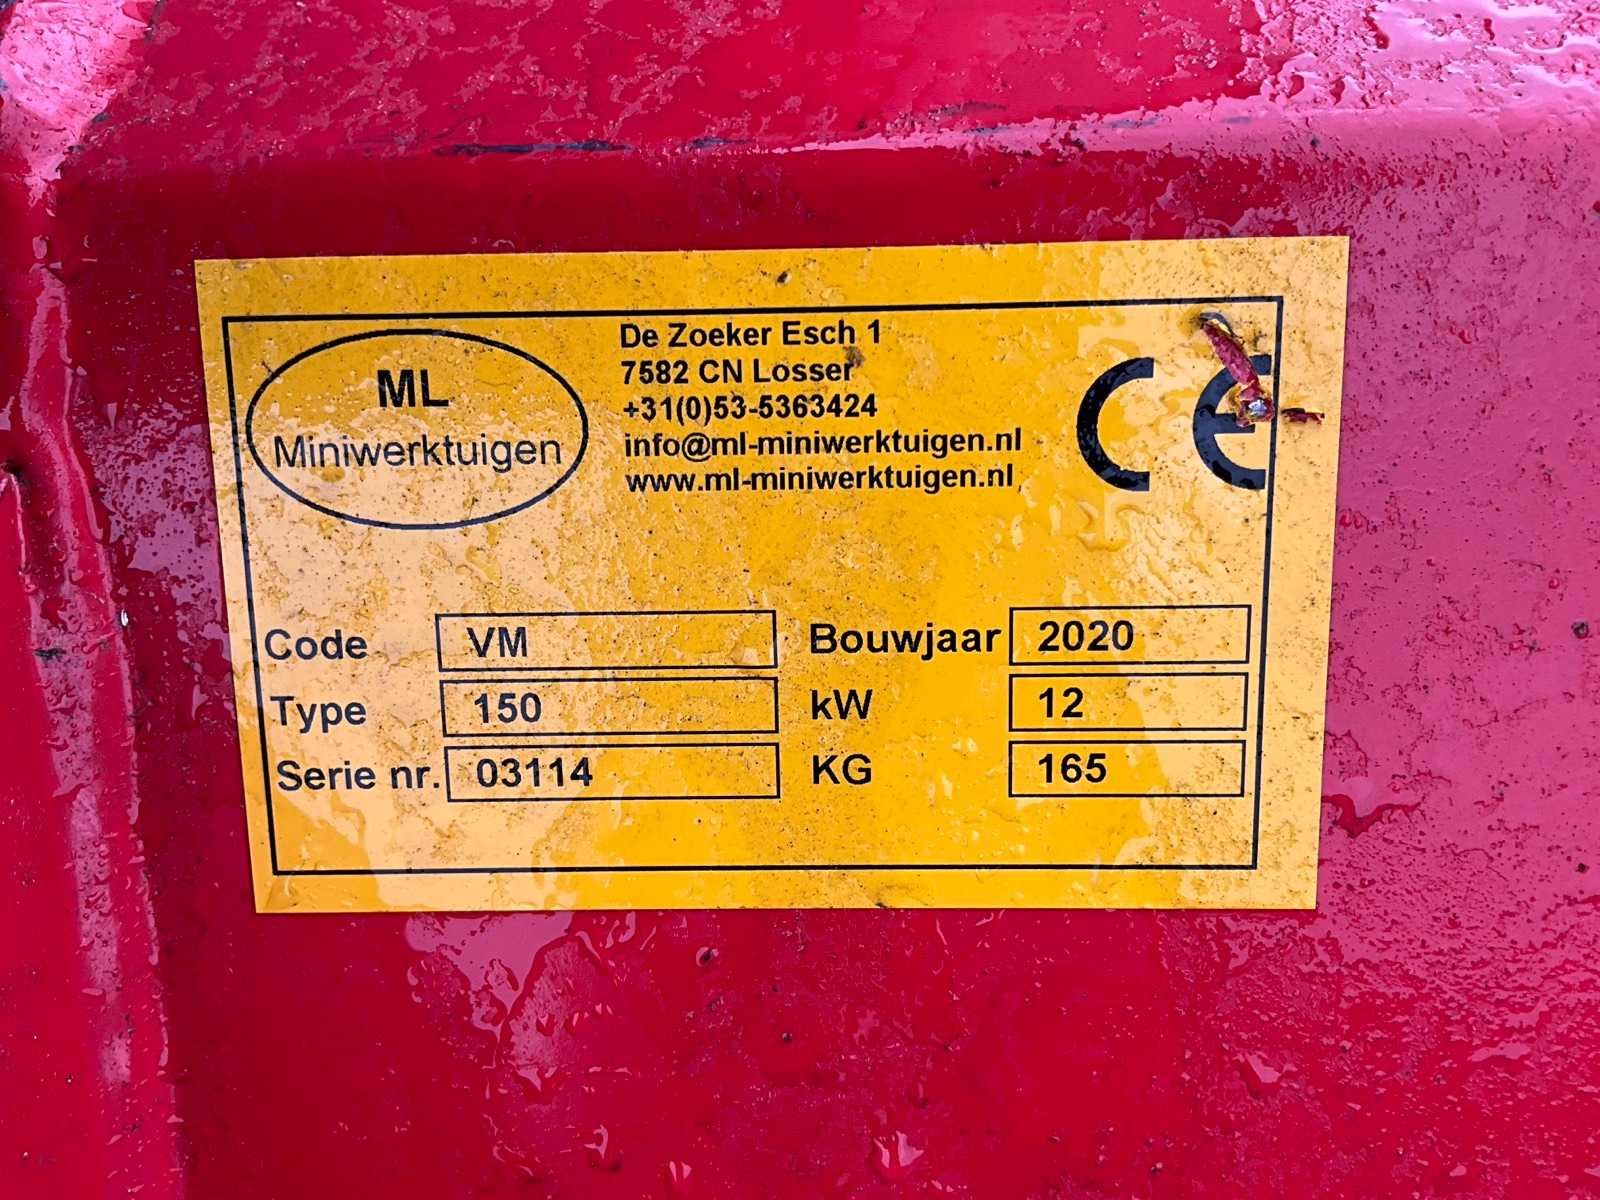 ML
Miniwerktuigen
De Zoeker Esch 1
7582 CN Losser
+31(0)53-5363424
info@ml-miniwerktuigen.nl
www.ml-miniwerktuigen.nl
CE
Code VM
Type 150
Serie nr. 03114
Bouwjaar 2020
kW 12
KG 165